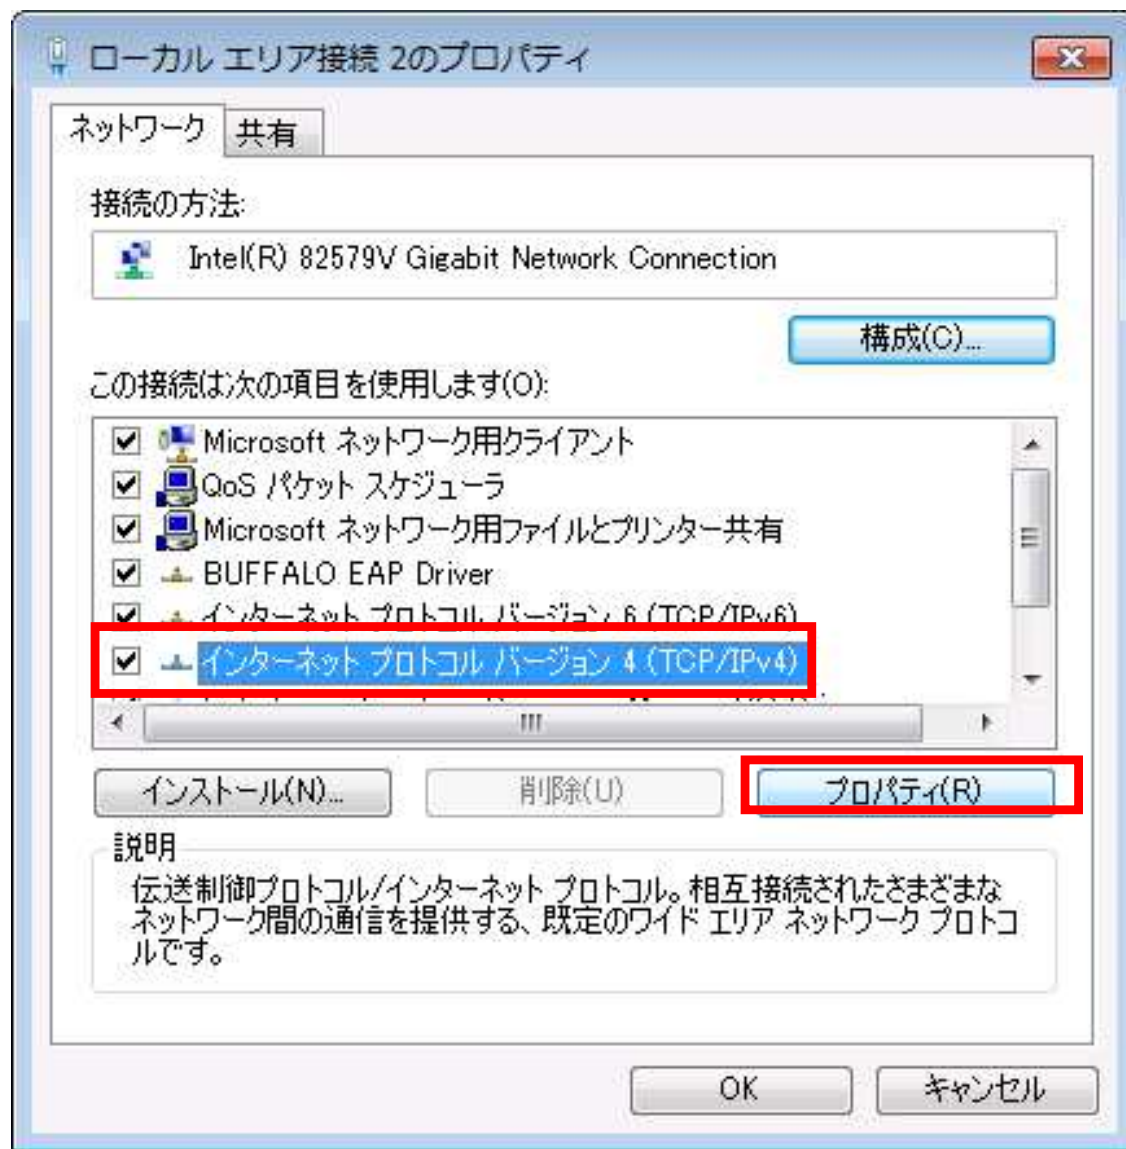 ローカル エリア接続 2のプロパティ
ネットワーク 共有
接続の方法:
Intel(R) 82579V Gigabit Network Connection
構成(C)...
この接続は次の項目を使用します(O):
Microsoft ネットワーク用クライアント
QoS パケット スケジューラ
Microsoft ネットワーク用ファイルとプリンター共有
BUFFALO EAP Driver
インターネット プロトコル バージョン 6 (TCP/IPv6)
インターネット プロトコル バージョン 4 (TCP/IPv4)
インストール(N)... 削除(U) プロパティ(R)
説明
伝送制御プロトコル/インターネット プロトコル。相互接続されたさまざまな
ネットワーク間の通信を提供する、既定のワイド エリア ネットワーク プロトコ
ルです。
OK キャンセル